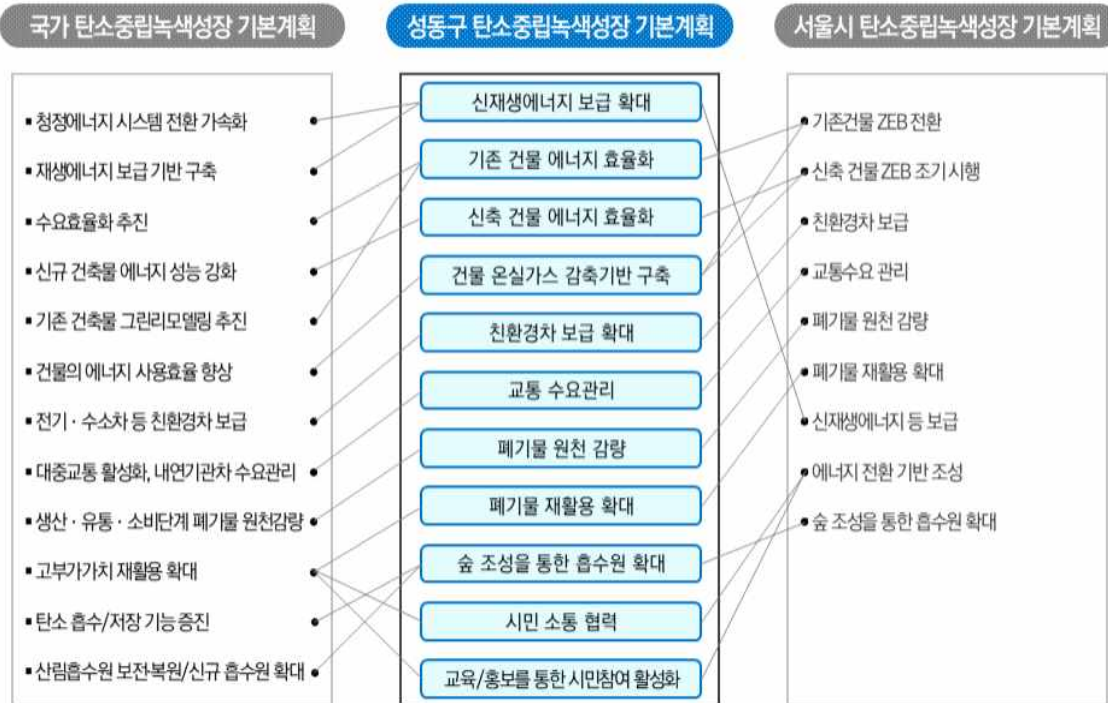 국가 탄소중립녹색성장 기본계획
성동구 탄소중립녹색성장 기본계획
서울시 탄소중립녹색성장 기본계획
▪ 청정에너지 시스템 전환 가속화
▪ 재생에너지 보급 기반 구축
▪ 수요효율화 추진
▪ 신규 건축물 에너지 성능 강화
▪ 기존 건축물 그린리모델링 추진
▪ 건물의 에너지 사용효율 향상
▪ 전기 · 수소차 등 친환경차 보급
▪ 대중교통 활성화, 내연기관차 수요관리
▪ 생산 · 유통 · 소비단계 폐기물 원천감량
▪ 고부가가치 재활용 확대
▪ 탄소 흡수/저장 기능 증진
▪ 산림흡수원 보전·복원/신규 흡수원 확대
신재생에너지 보급 확대
기존 건물 에너지 효율화
신축 건물 에너지 효율화
건물 온실가스 감축기반 구축
친환경차 보급 확대
교통 수요관리
폐기물 원천 감량
폐기물 재활용 확대
숲 조성을 통한 흡수원 확대
시민 소통 협력
교육/홍보를 통한 시민참여 활성화
▪ 기존건물 ZEB 전환
▪ 신축 건물 ZEB 조기 시행
▪ 친환경차 보급
▪ 교통수요 관리
▪ 폐기물 원천 감량
▪ 폐기물 재활용 확대
▪ 신재생에너지 등 보급
▪ 에너지 전환 기반 조성
▪ 숲 조성을 통한 흡수원 확대